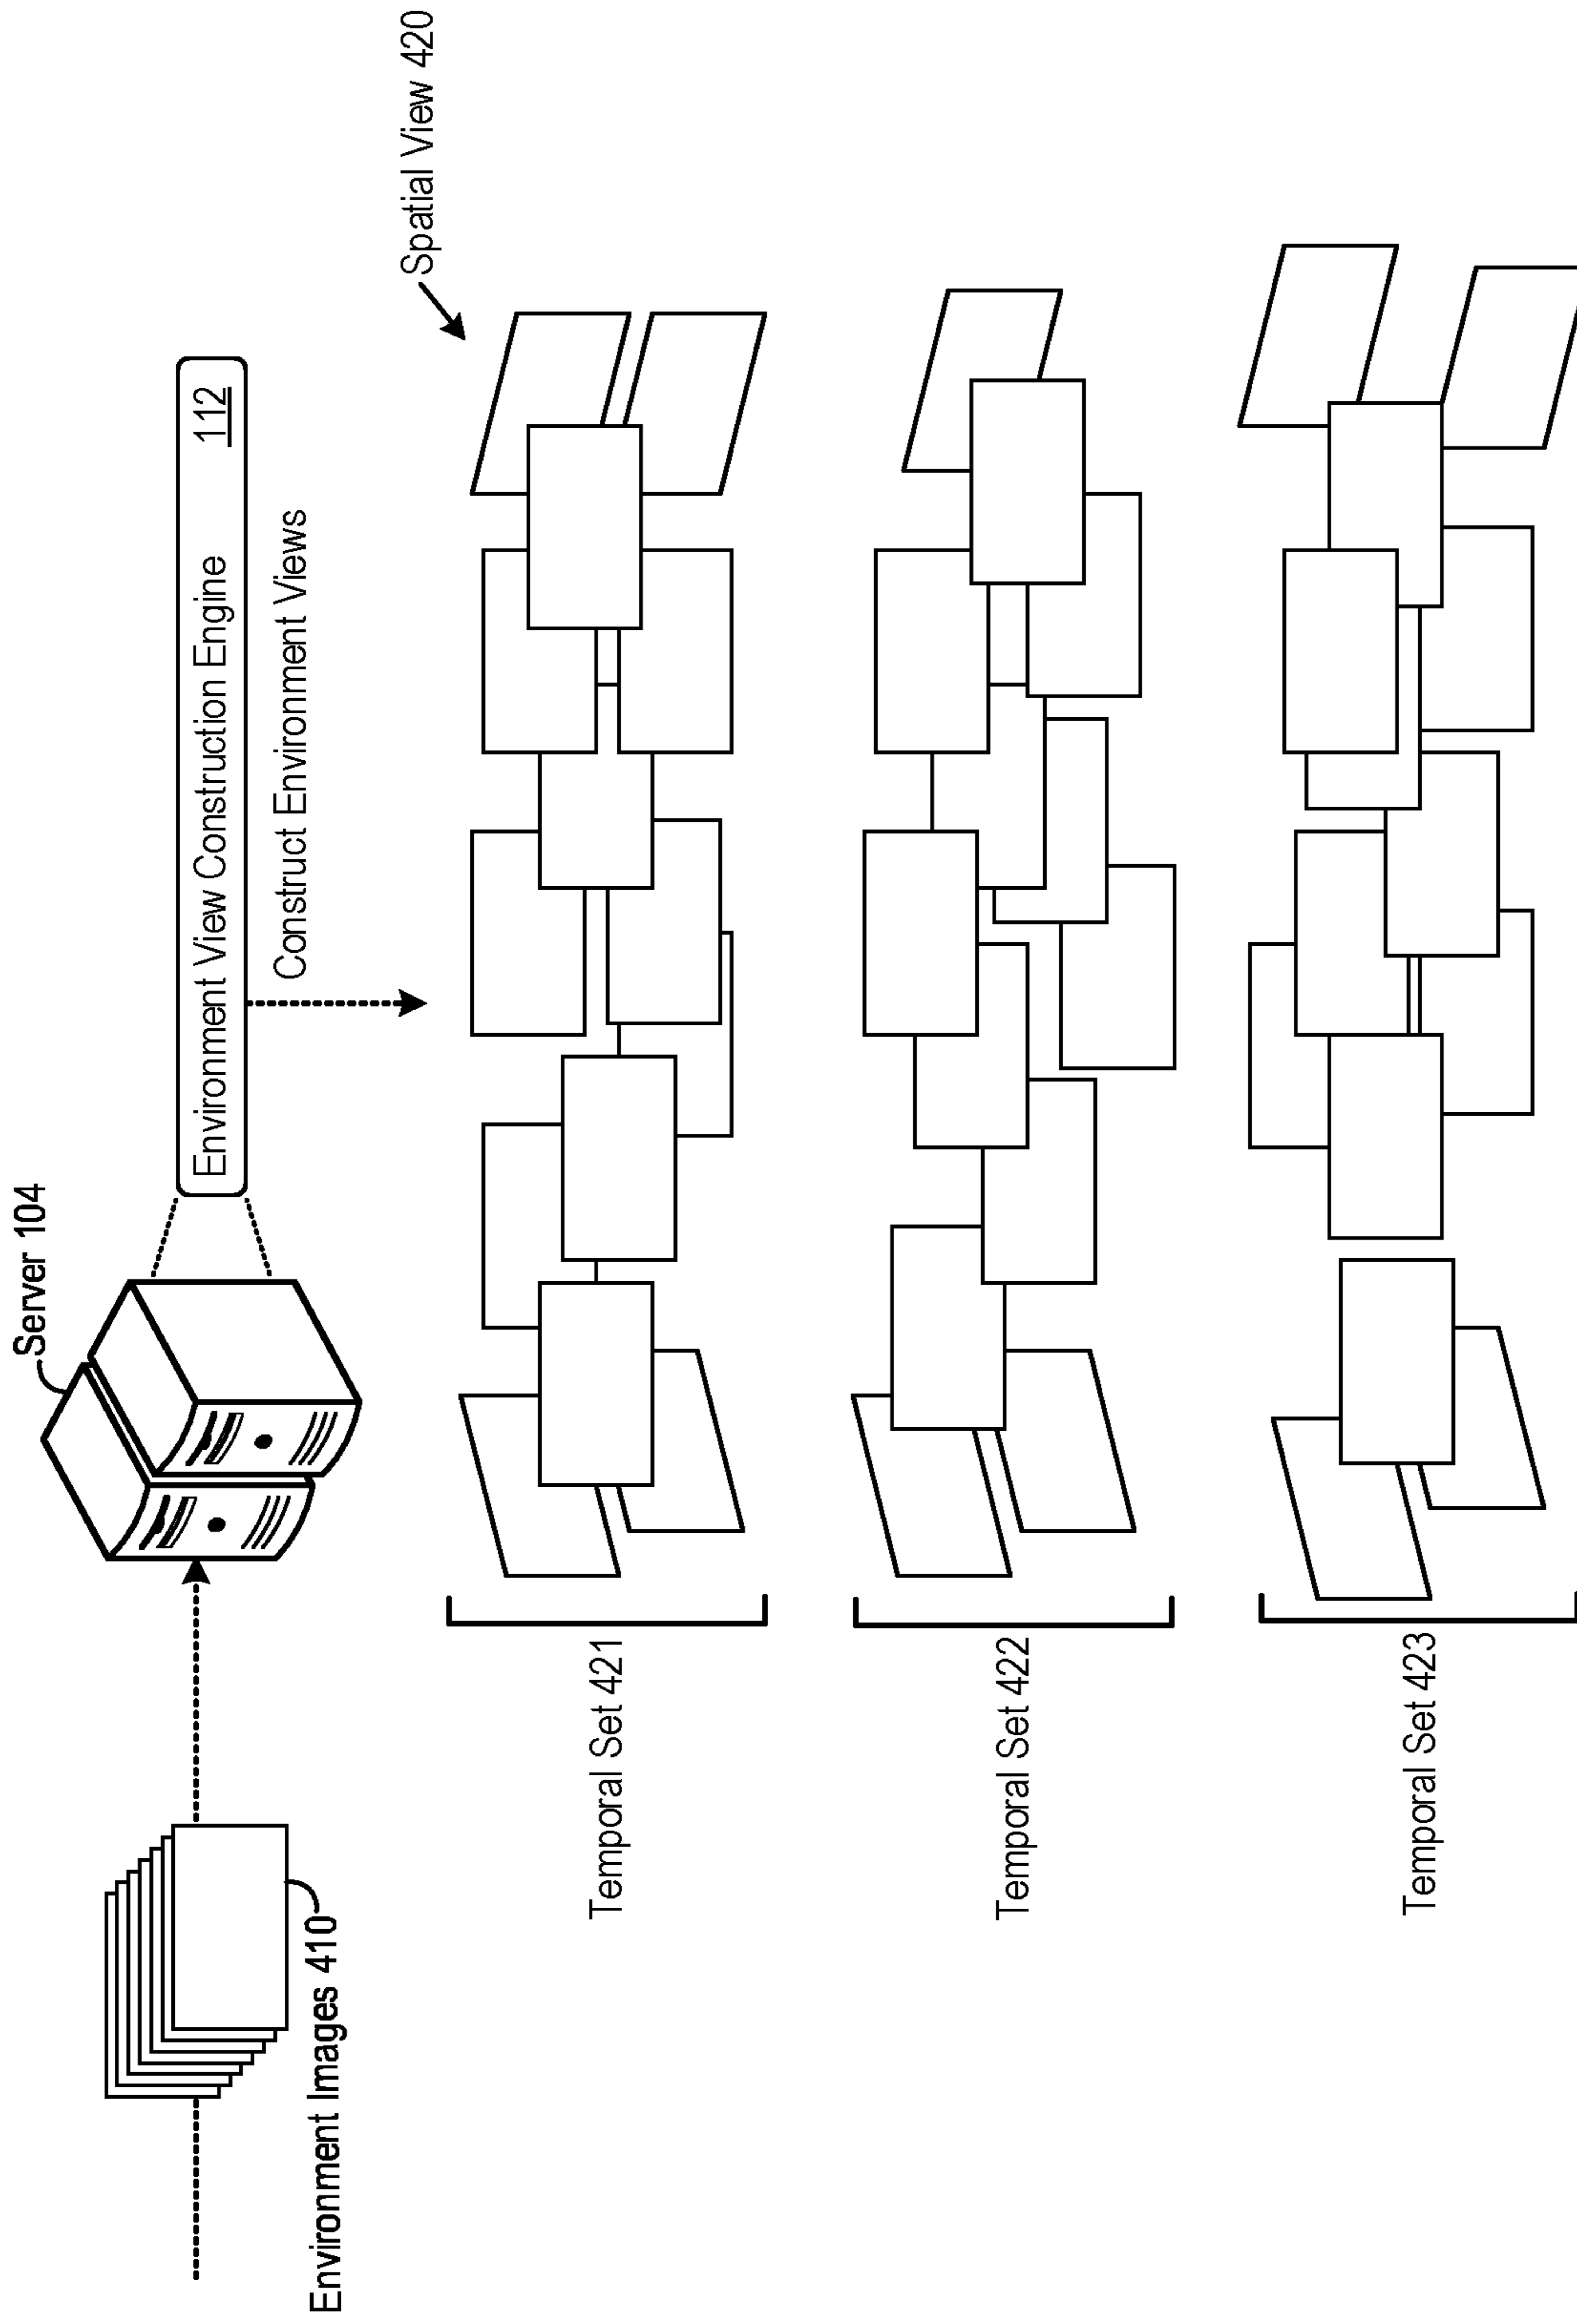 Server 104
Environment View Construction Engine 112
Environment Images 410
Construct Environment Views
Spatial View 420
Temporal Set 421
Temporal Set 422
Temporal Set 423